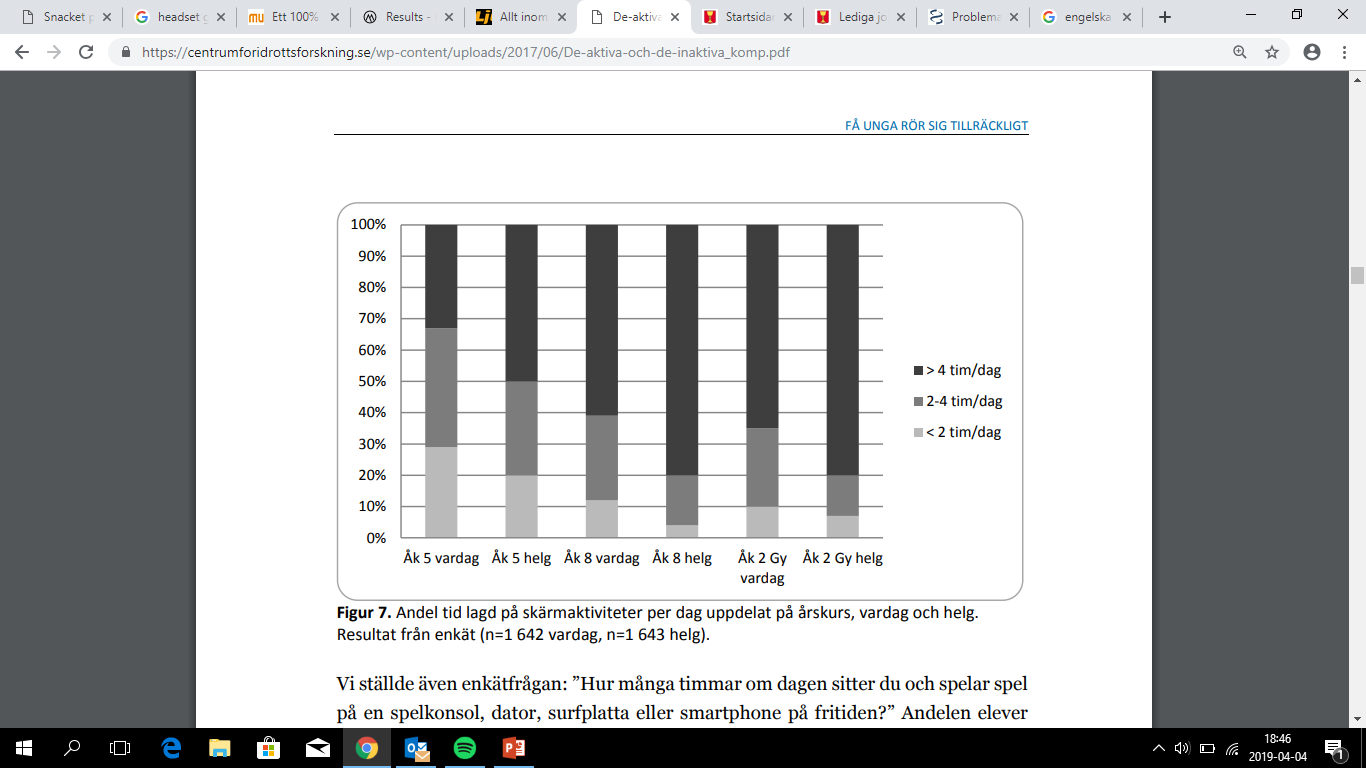 Snacket p
headset g
Ett 100%
Results -
Allt inom
De-aktiva
Startsidan
Lediga jo
Problema
engelska
https://centrumforidrottsforskning.se/wp-content/uploads/2017/06/De-aktiva-och-de-inaktiva_komp.pdf
FÅ UNGA RÖR SIG TILLRÄCKLIGT
100%
90%
80%
70%
60%
50%
40%
30%
20%
10%
0%
Åk 5 vardag Åk 5 helg Åk 8 vardag Åk 8 helg Åk 2 Gy vardag Åk 2 Gy helg
> 4 tim/dag
2-4 tim/dag
< 2 tim/dag
Figur 7. Andel tid lagd på skärmaktiviteter per dag uppdelat på årskurs, vardag och helg.
Resultat från enkät (n=1 642 vardag, n=1 643 helg).
Vi ställde även enkätfrågan: ”Hur många timmar om dagen sitter du och spelar spel
på en spelkonsol, dator, surfplatta eller smartphone på fritiden?” Andelen elever
18:46
2019-04-04